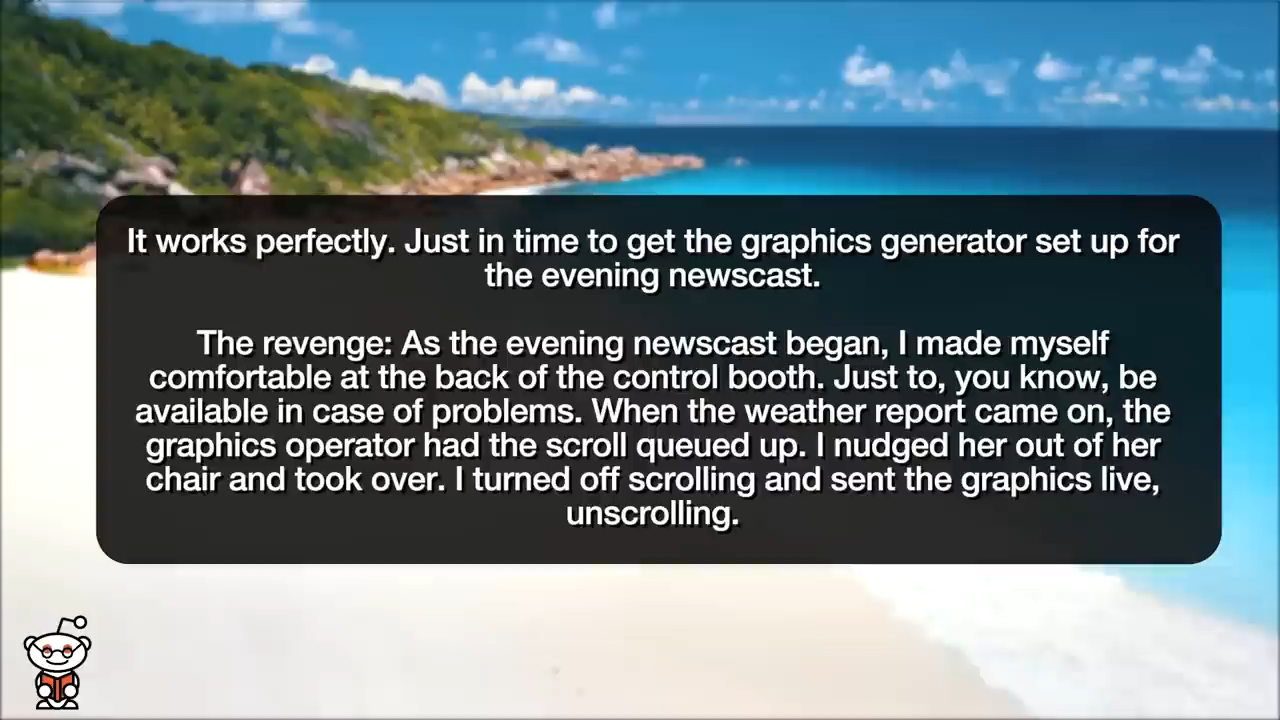 It works perfectly. Just in time to get the graphics generator set up for
the evening newscast.
The revenge: As the evening newscast began, I made myself
comfortable at the back of the control booth. Just to, you know, be
available in case of problems. When the weather report came on, the
graphics operator had the scroll queued up. I nudged her out of her
chair and took over. I turned off scrolling and sent the graphics live,
unscrolling.